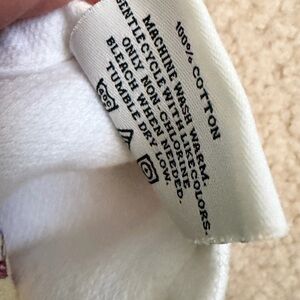 100% COTTON
MACHINE WASH WARM,
GENTLE CYCLE WITH LIKE COLORS.
ONLY NON-CHLORINE
BLEACH WHEN NEEDED.
TUMBLE DRY LOW.